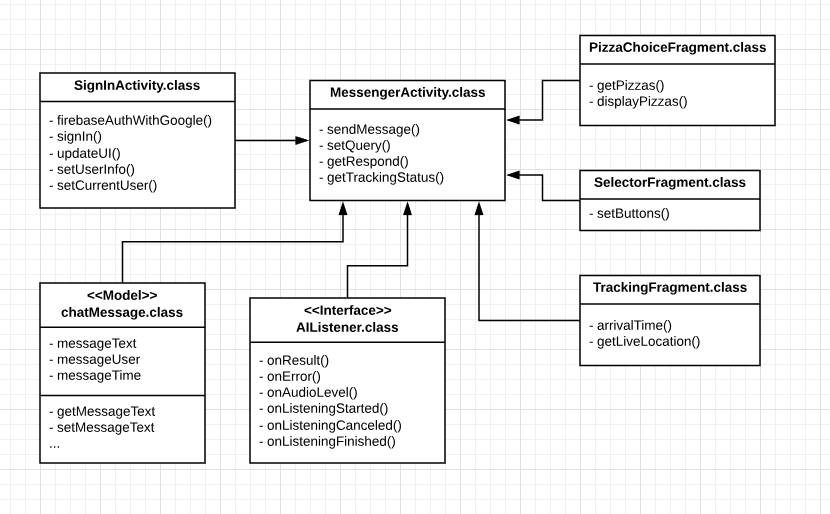 SignInActivity.class
- firebaseAuthWithGoogle()
- signIn()
- updateUI()
- setUserInfo()
- setCurrentUser()
MessengerActivity.class
- sendMessage()
- setQuery()
- getRespond()
- getTrackingStatus()
PizzaChoiceFragment.class
- getPizzas()
- displayPizzas()
SelectorFragment.class
- setButtons()
TrackingFragment.class
- arrivalTime()
- getLiveLocation()
<<Model>>
chatMessage.class
- messageText
- messageUser
- messageTime
- getMessageText
- setMessageText
...
<<Interface>>
AIListener.class
- onResult()
- onError()
- onAudioLevel()
- onListeningStarted()
- onListeningCanceled()
- onListeningFinished()